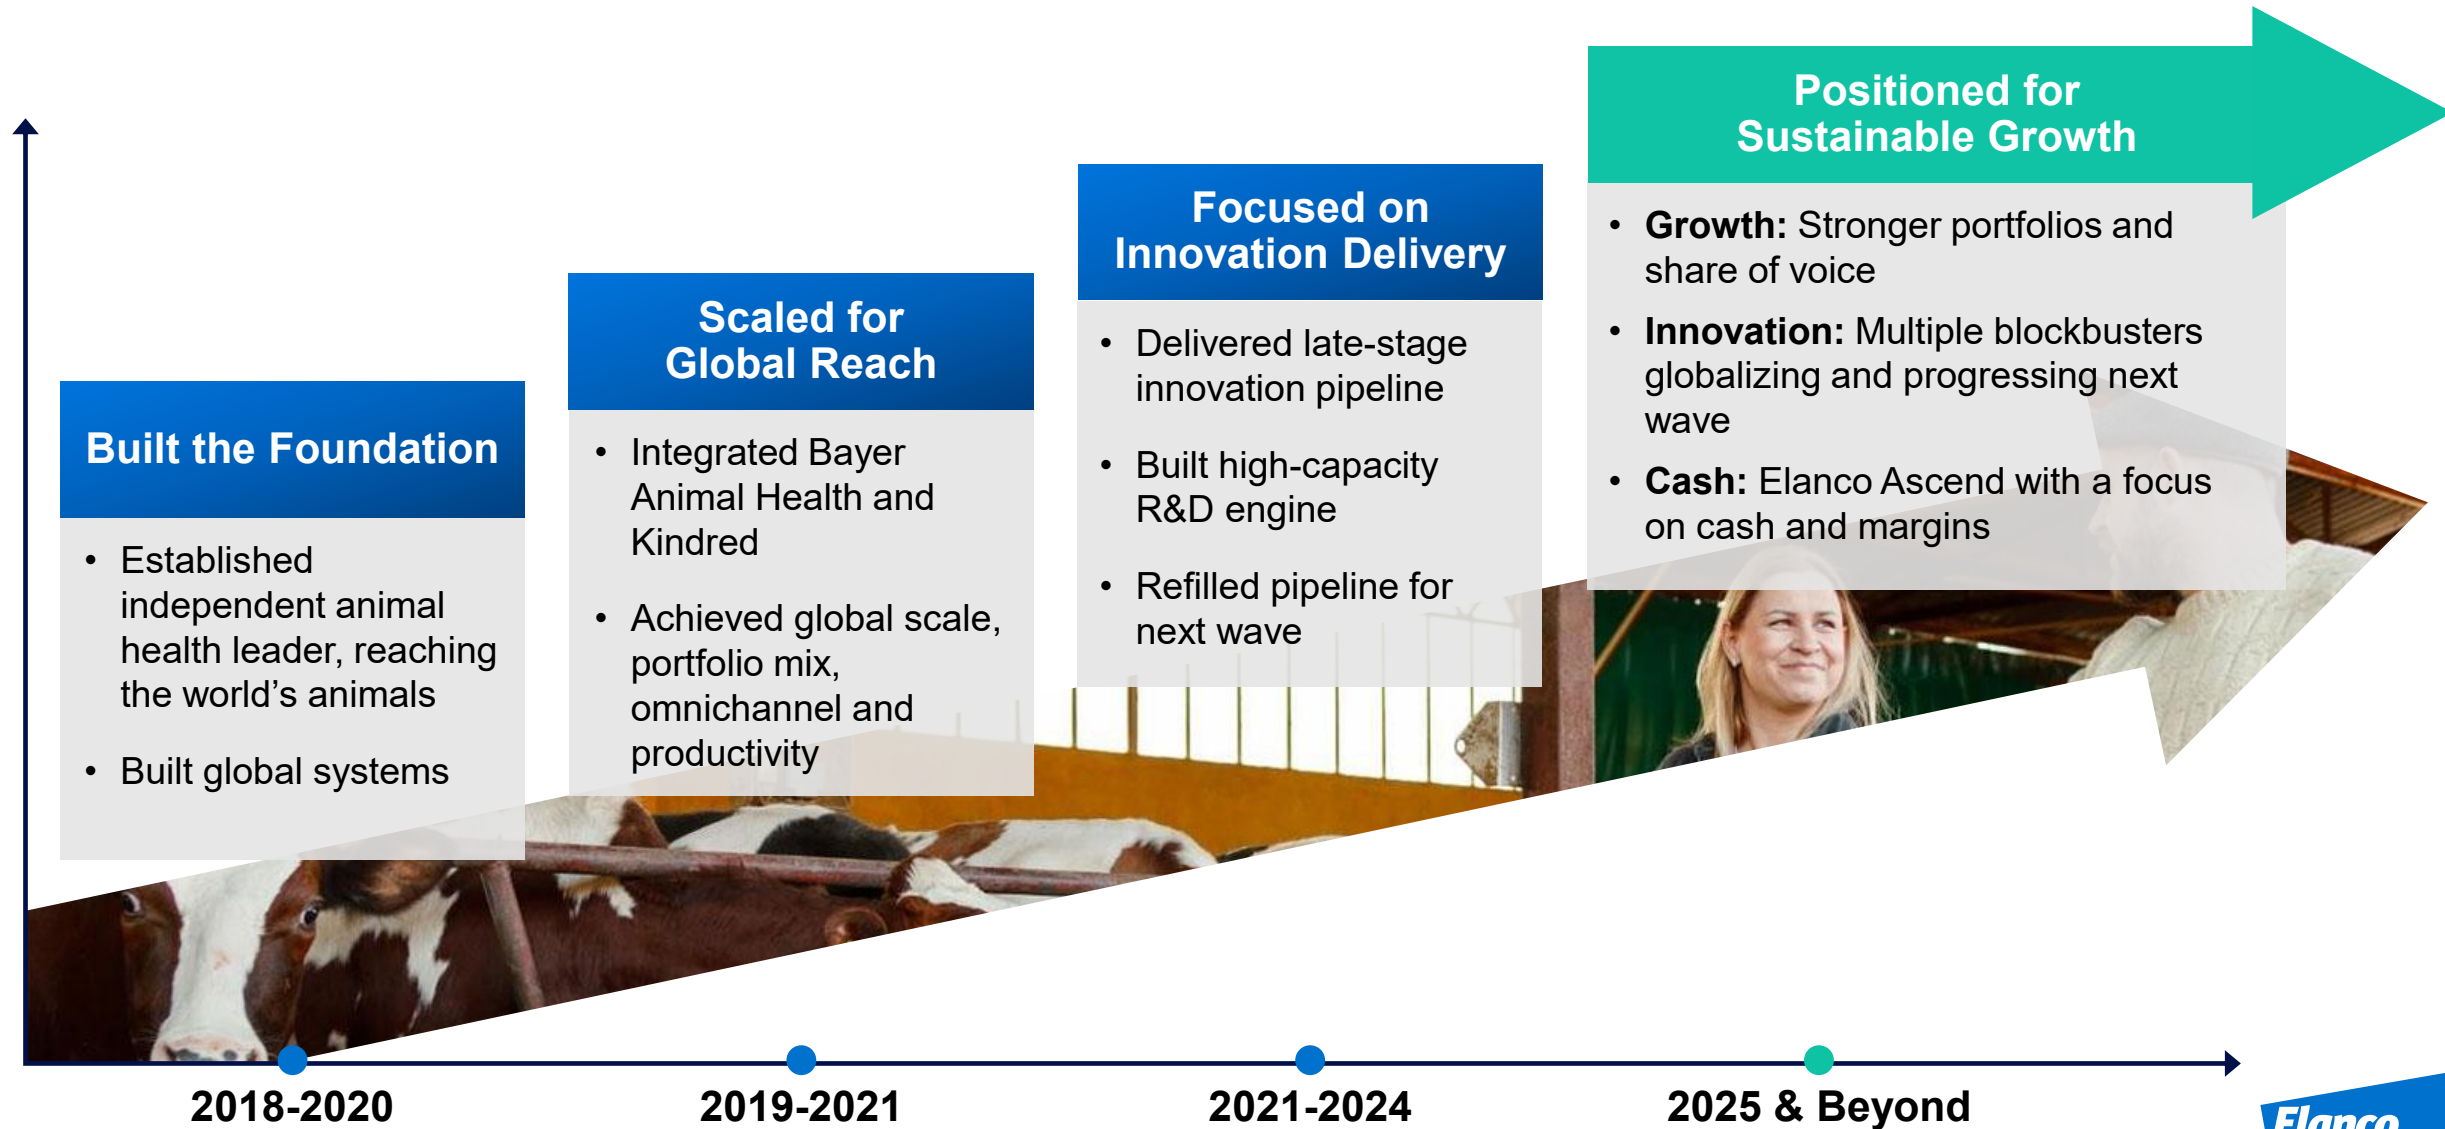 Built the Foundation
• Established
independent animal
health leader, reaching
the world’s animals
• Built global systems
Scaled for
Global Reach
• Integrated Bayer
Animal Health and
Kindred
• Achieved global scale,
portfolio mix,
omnichannel and
productivity
Focused on
Innovation Delivery
• Delivered late-stage
innovation pipeline
• Built high-capacity
R&D engine
• Refilled pipeline for
next wave
Positioned for
Sustainable Growth
• Growth: Stronger portfolios and
share of voice
• Innovation: Multiple blockbusters
globalizing and progressing next
wave
• Cash: Elanco Ascend with a focus
on cash and margins
2018-2020
2019-2021
2021-2024
2025 & Beyond
Elanco